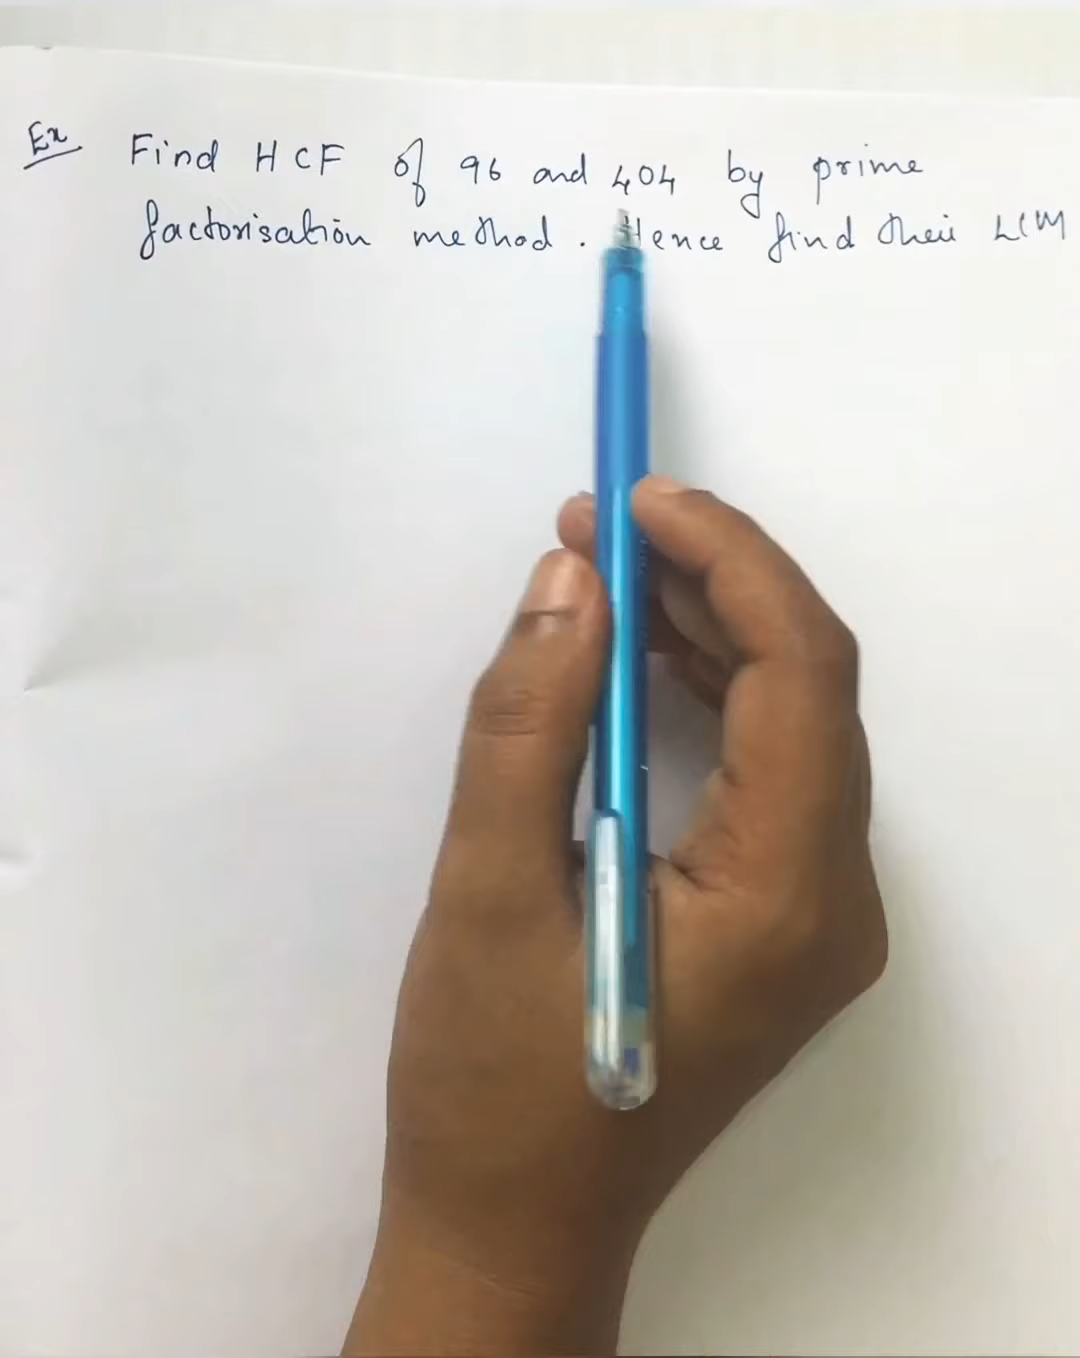 Ex Find HCF of 96 and 404 by prime
factorisation method. Hence find their LCM